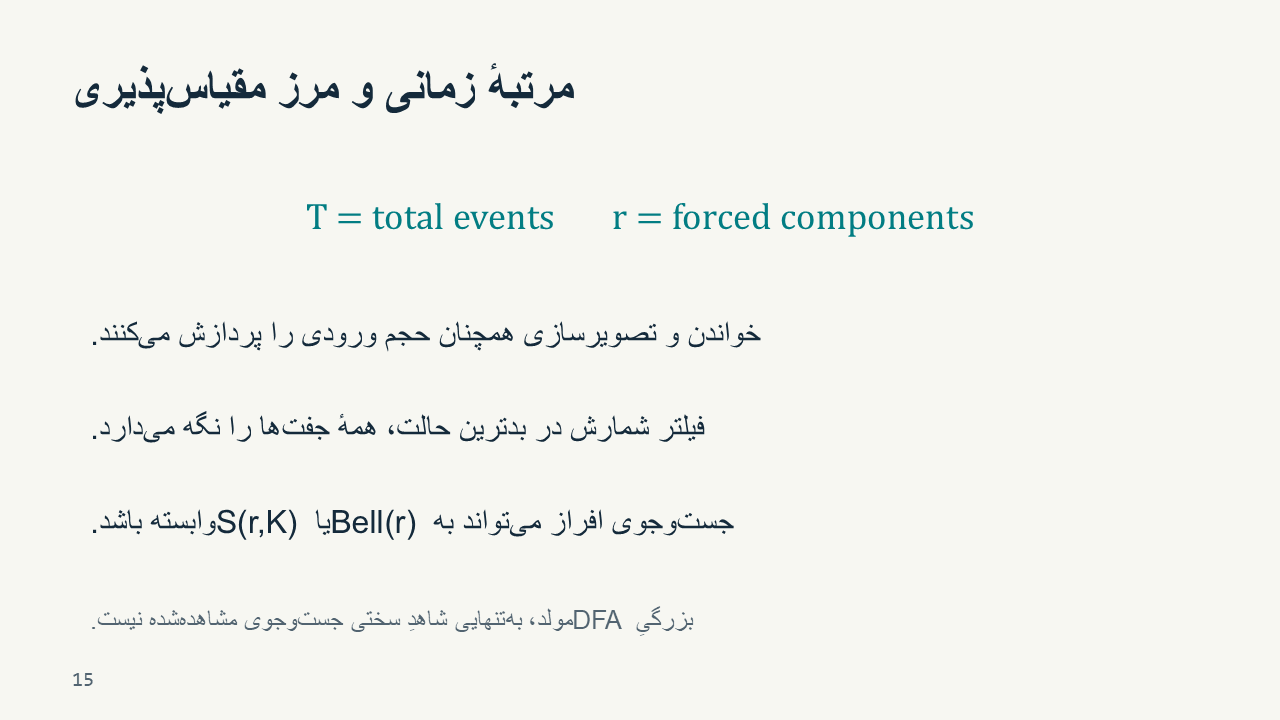 مرتبهٔ زمانی و مرز مقیاس‌پذیری
T = total events r = forced components
خواندن و تصویرسازی همچنان حجم ورودی را پردازش می‌کنند.
فیلتر شمارش در بدترین حالت، همهٔ جفت‌ها را نگه می‌دارد.
جست‌وجوی افراز می‌تواند به Bell(r) یا S(r,K) وابسته باشد.
بزرگیِ DFA مولد، به‌تنهایی شاهدِ سختی جست‌وجوی مشاهده‌شده نیست.
15